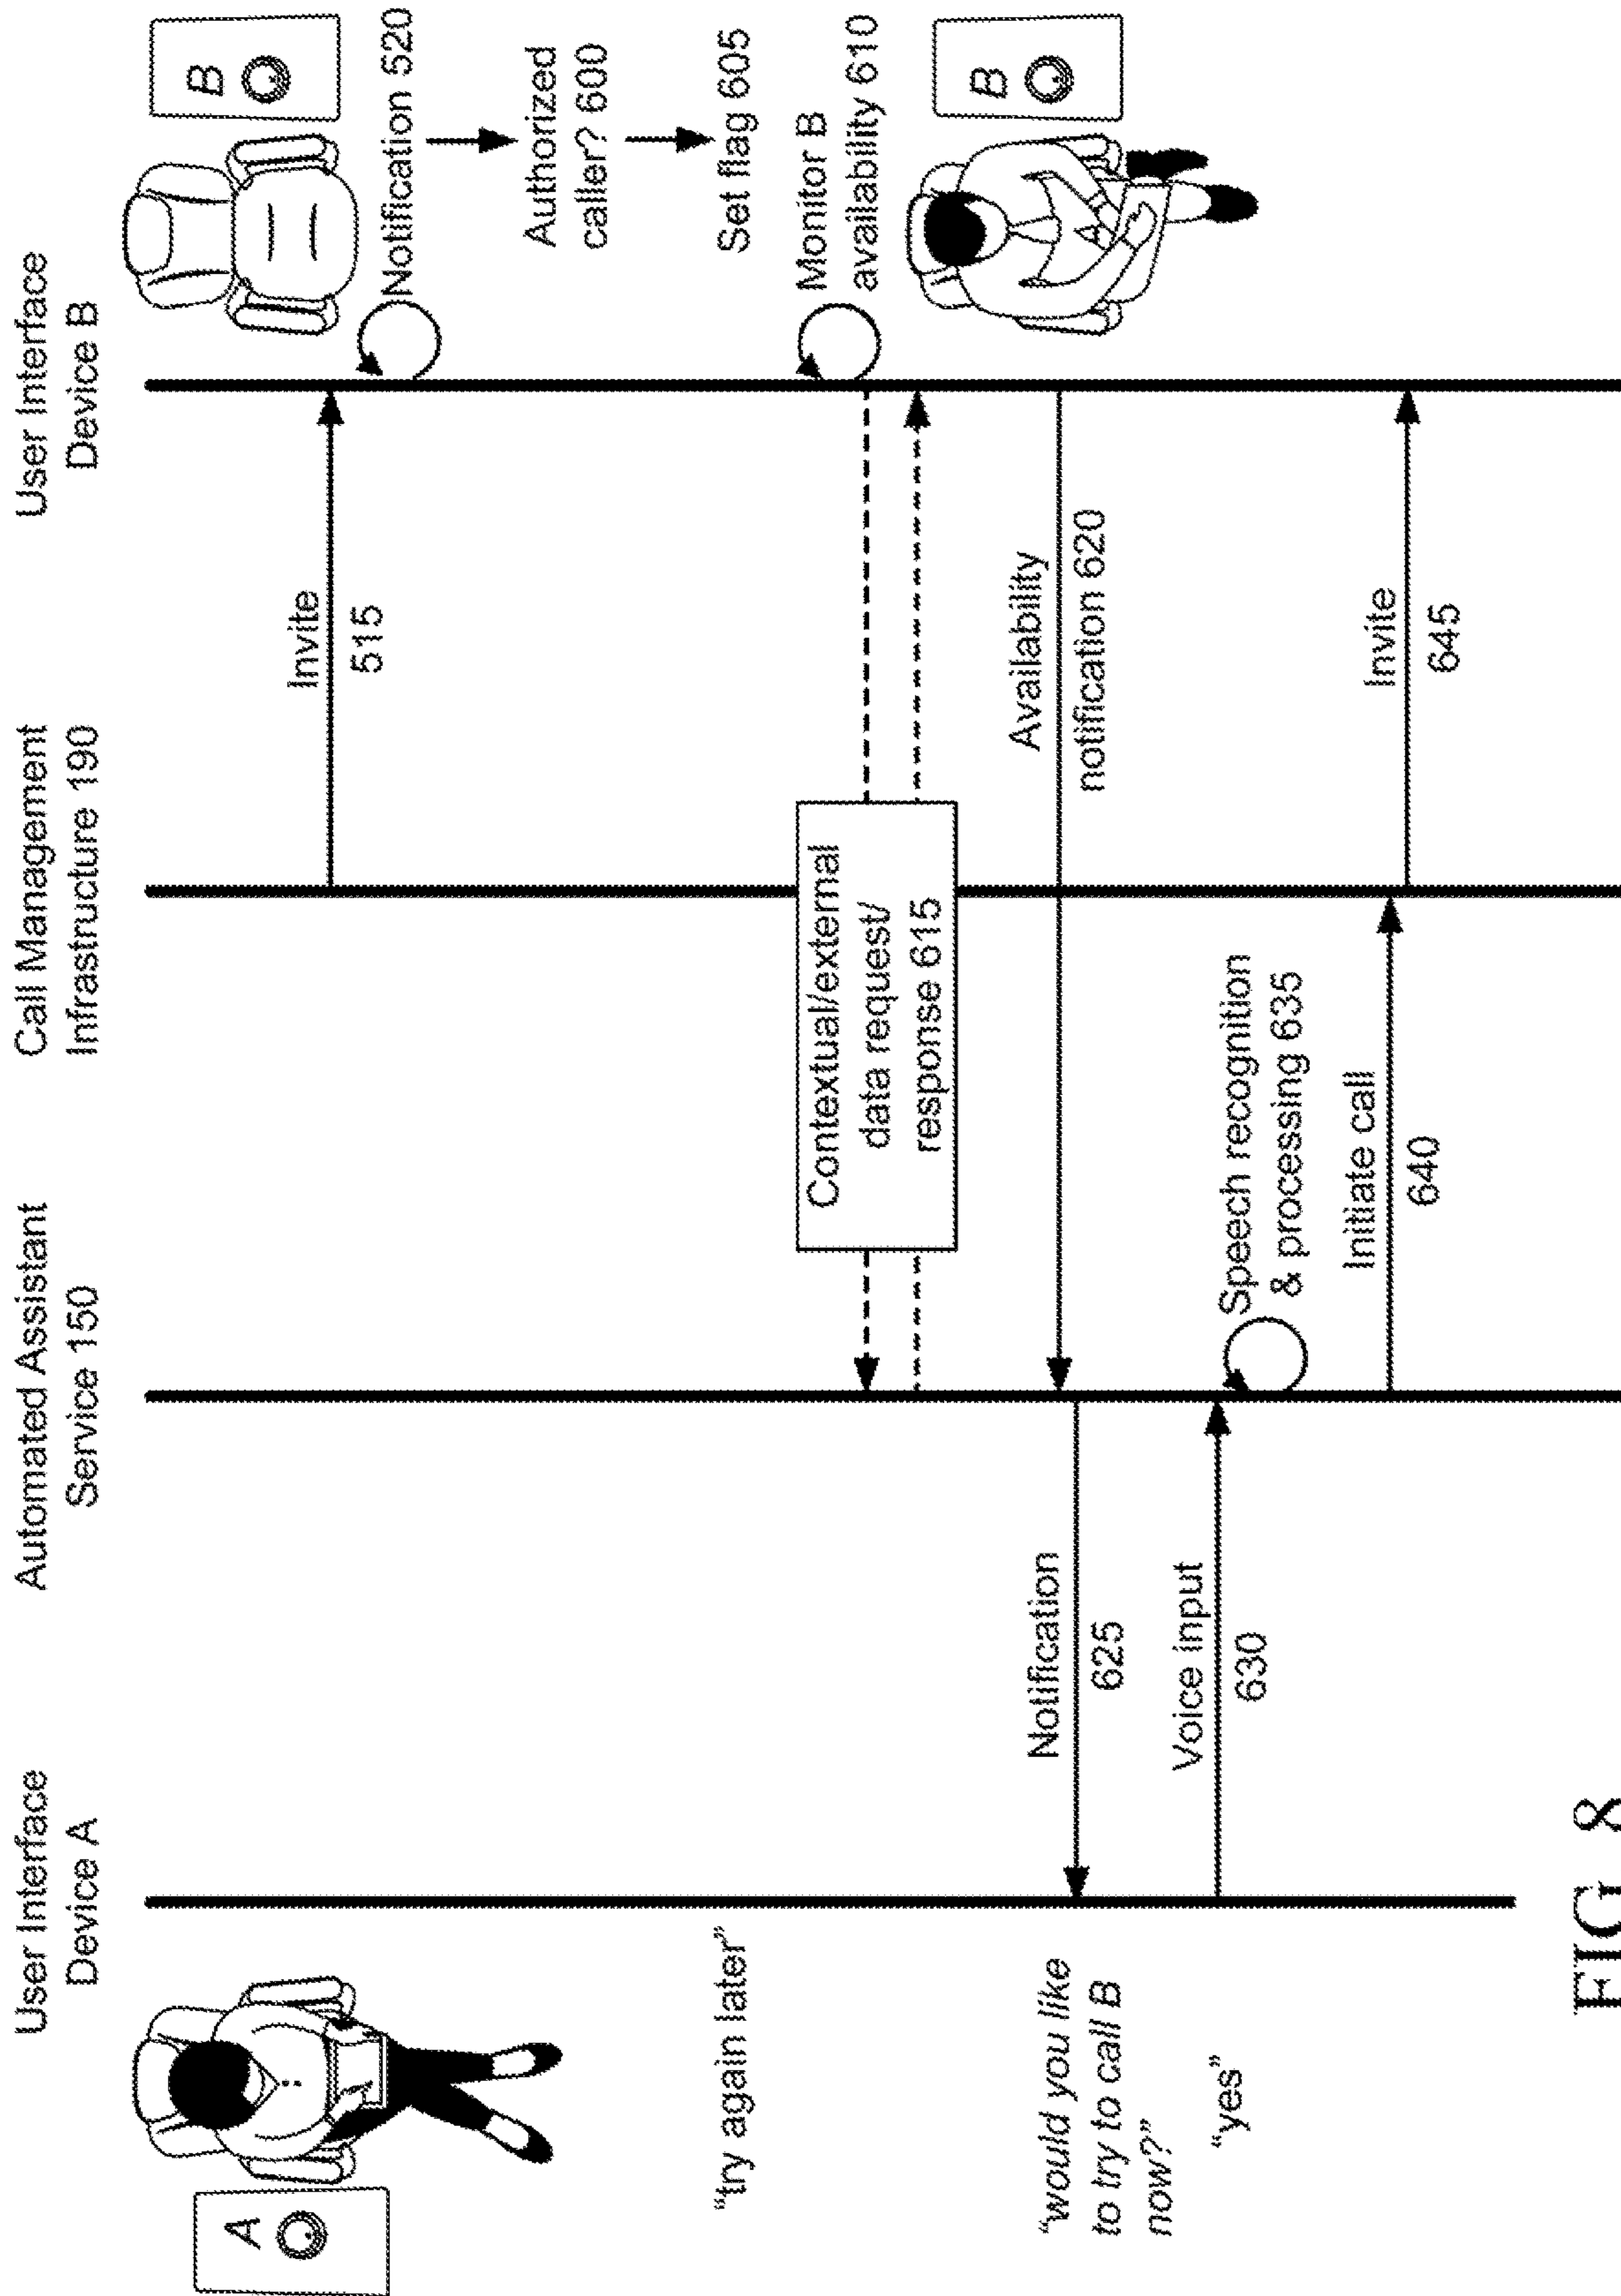 User Interface
Device A
Automated Assistant
Service 150
Call Management
Infrastructure 190
User Interface
Device B
A
B
Invite
515
Notification 520
Authorized
caller? 600
"try again later"
Set flag 605
Monitor B
availability 610
Contextual/external
data request/
response 615
B
A
Availability
notification 620
"would you like
to try to call B
now?"
Notification
625
"yes"
Voice input
630
Speech recognition
& processing 635
Initiate call
640
Invite
645
FIG. 8